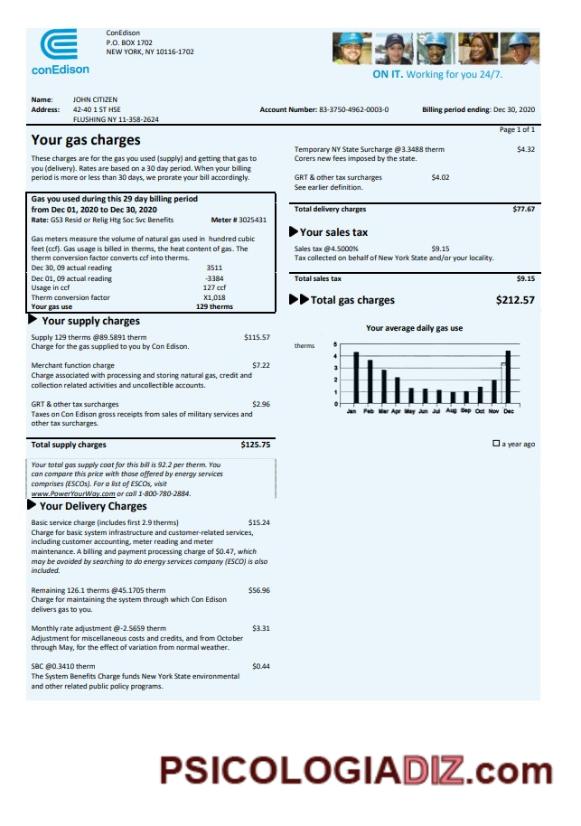 conEdison
ConEdison
P.O. BOX 1702
NEW YORK, NY 10116-1702
ON IT. Working for you 24/7.
Name: JOHN CITIZEN
Address: 42-40 1 ST HSE
FLUSHING NY 11-358-2624
Account Number: 83-3750-4962-0003-0
Billing period ending: Dec 30, 2020
Page 1 of 1
Your gas charges
These charges are for the gas you used (supply) and getting that gas to
you (delivery). Rates are based on a 30 day period. When your billing
period is more or less than 30 days, we prorate your bill accordingly.
Gas you used during this 29 day billing period
from Dec 01, 2020 to Dec 30, 2020
Rate: GS3 Resid or Relig Htg Soc Svc Benefits Meter # 3025431
Gas meters measure the volume of natural gas used in hundred cubic
feet (ccf). Gas usage is billed in therms, the heat content of gas. The
therm conversion factor converts ccf into therms.
Dec 30, 09 actual reading 3511
Dec 01, 09 actual reading -3384
Usage in ccf 127 ccf
Therm conversion factor X1,018
Your gas use 129 therms
Your supply charges
Supply 129 therms @89.5891 therm $115.57
Charge for the gas supplied to you by Con Edison.
Merchant function charge $7.22
Charge associated with processing and storing natural gas, credit and
collection related activities and uncollectible accounts.
GRT & other tax surcharges $2.96
Taxes on Con Edison gross receipts from sales of military services and
other tax surcharges.
Total supply charges $125.75
Your total gas supply coat for this bill is 92.2 per therm. You
can compare this price with those offered by energy services
comprises (ESCOs). For a list of ESCOs, visit
www.PowerYourWay.com or call 1-800-780-2884.
Your Delivery Charges
Basic service charge (includes first 2.9 therms) $15.24
Charge for basic system infrastructure and customer-related services,
including customer accounting, meter reading and meter
maintenance. A billing and payment processing charge of $0.47, which
may be avoided by searching to do energy services company (ESCO) is also
included.
Remaining 126.1 therms @45.1705 therm $56.96
Charge for maintaining the system through which Con Edison
delivers gas to you.
Monthly rate adjustment @-2.5659 therm $3.31
Adjustment for miscellaneous costs and credits, and from October
through May, for the effect of variation from normal weather.
SBC @0.3410 therm $0.44
The System Benefits Charge funds New York State environmental
and other related public policy programs.
Temporary NY State Surcharge @3.3488 therm $4.32
Corers new fees imposed by the state.
GRT & other tax surcharges $4.02
See earlier definition.
Total delivery charges $77.67
Your sales tax
Sales tax @4.5000% $9.15
Tax collected on behalf of New York State and/or your locality.
Total sales tax $9.15
Total gas charges $212.57
Your average daily gas use
therms
5
4
3
2
1
0
Jan Feb Mar Apr May Jun Jul Aug Sep Oct Nov Dec
a year ago
PSICOLOGIADIZ.com